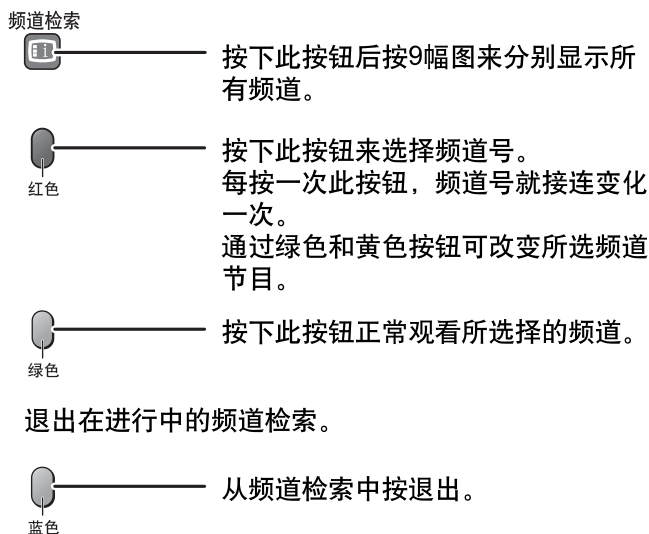 频道检索
按下此按钮后按9幅图来分别显示所
有频道。
按下此按钮来选择频道号。
每按一次此按钮，频道号就接连变化
一次。
通过绿色和黄色按钮可改变所选频道
节目。
红色
按下此按钮正常观看所选择的频道。
绿色
退出在进行中的频道检索。
从频道检索中按退出。
蓝色